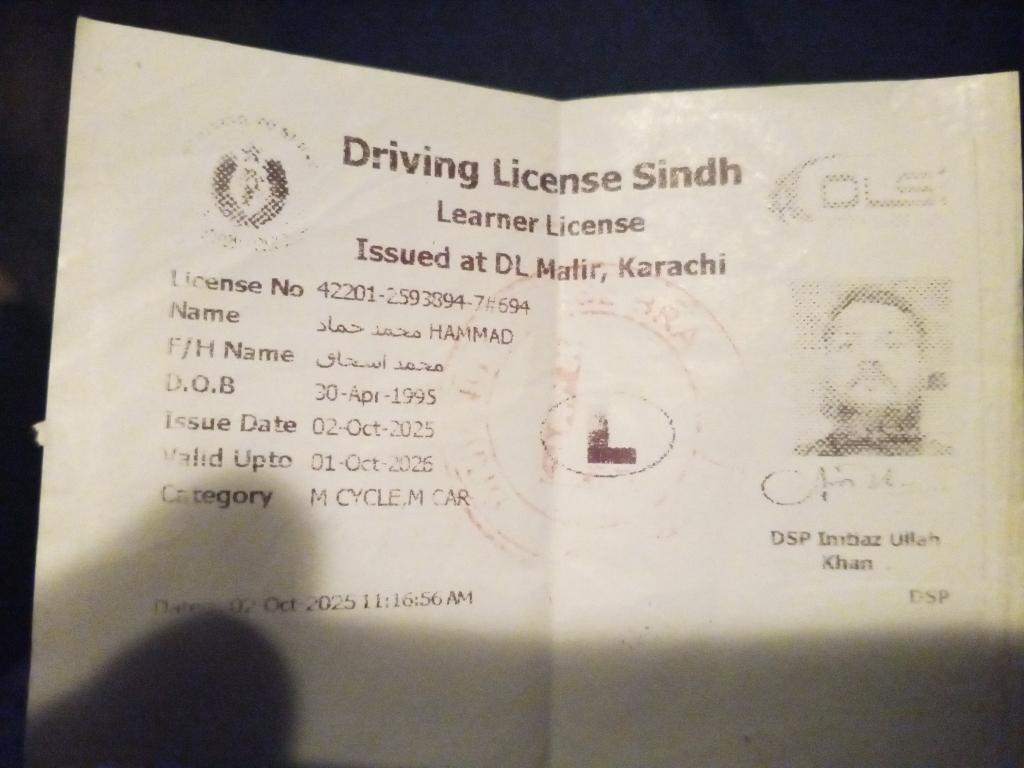 Driving License Sindh
Learner License
Issued at DL Malir, Karachi
DLS
License No 42201-2593894-7#694
Name محمد حماد HAMMAD
F/H Name محمد اسحاق
D.O.B 30-Apr-1995
Issue Date 02-Oct-2025
Valid Upto 01-Oct-2026
Category M CYCLE,M CAR
L
DSP Imtiaz Ullah
Khan
DSP
Date: 02-Oct-2025 11:16:56 AM